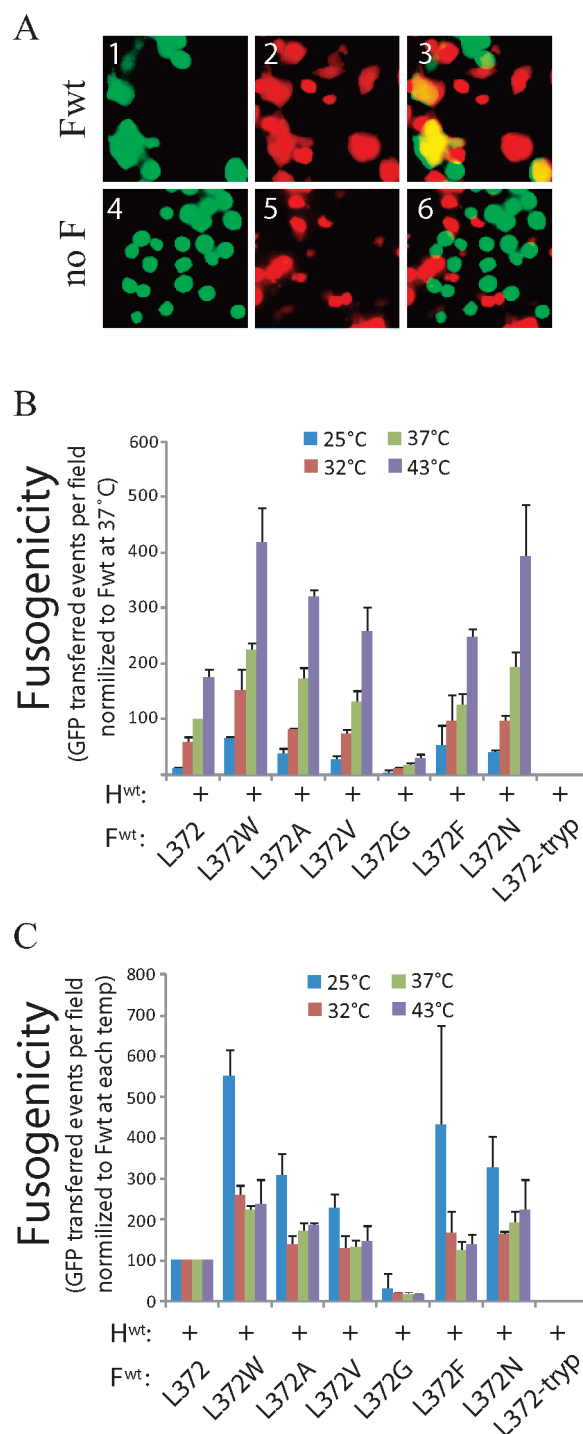 A
Fwt
1 2 3
no F
4 5 6
B
Fusogenicity
(GFP transferred events per field
normilized to Fwt at 37˚C)
600
500
400
300
200
100
25°C 37°C
32°C 43°C
Hwt: + + + + + + + +
Fwt: L372 L372W L372A L372V L372G L372F L372N L372-tryp
C
Fusogenicity
(GFP transferred events per field
normilized to Fwt at each temp)
800
700
600
500
400
300
200
100
0
25°C 37°C
32°C 43°C
Hwt: + + + + + + + +
Fwt: L372 L372W L372A L372V L372G L372F L372N L372-tryp